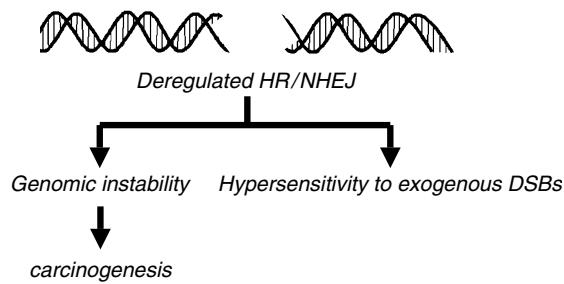 Deregulated HR/NHEJ
Genomic instability
Hypersensitivity to exogenous DSBs
carcinogenesis